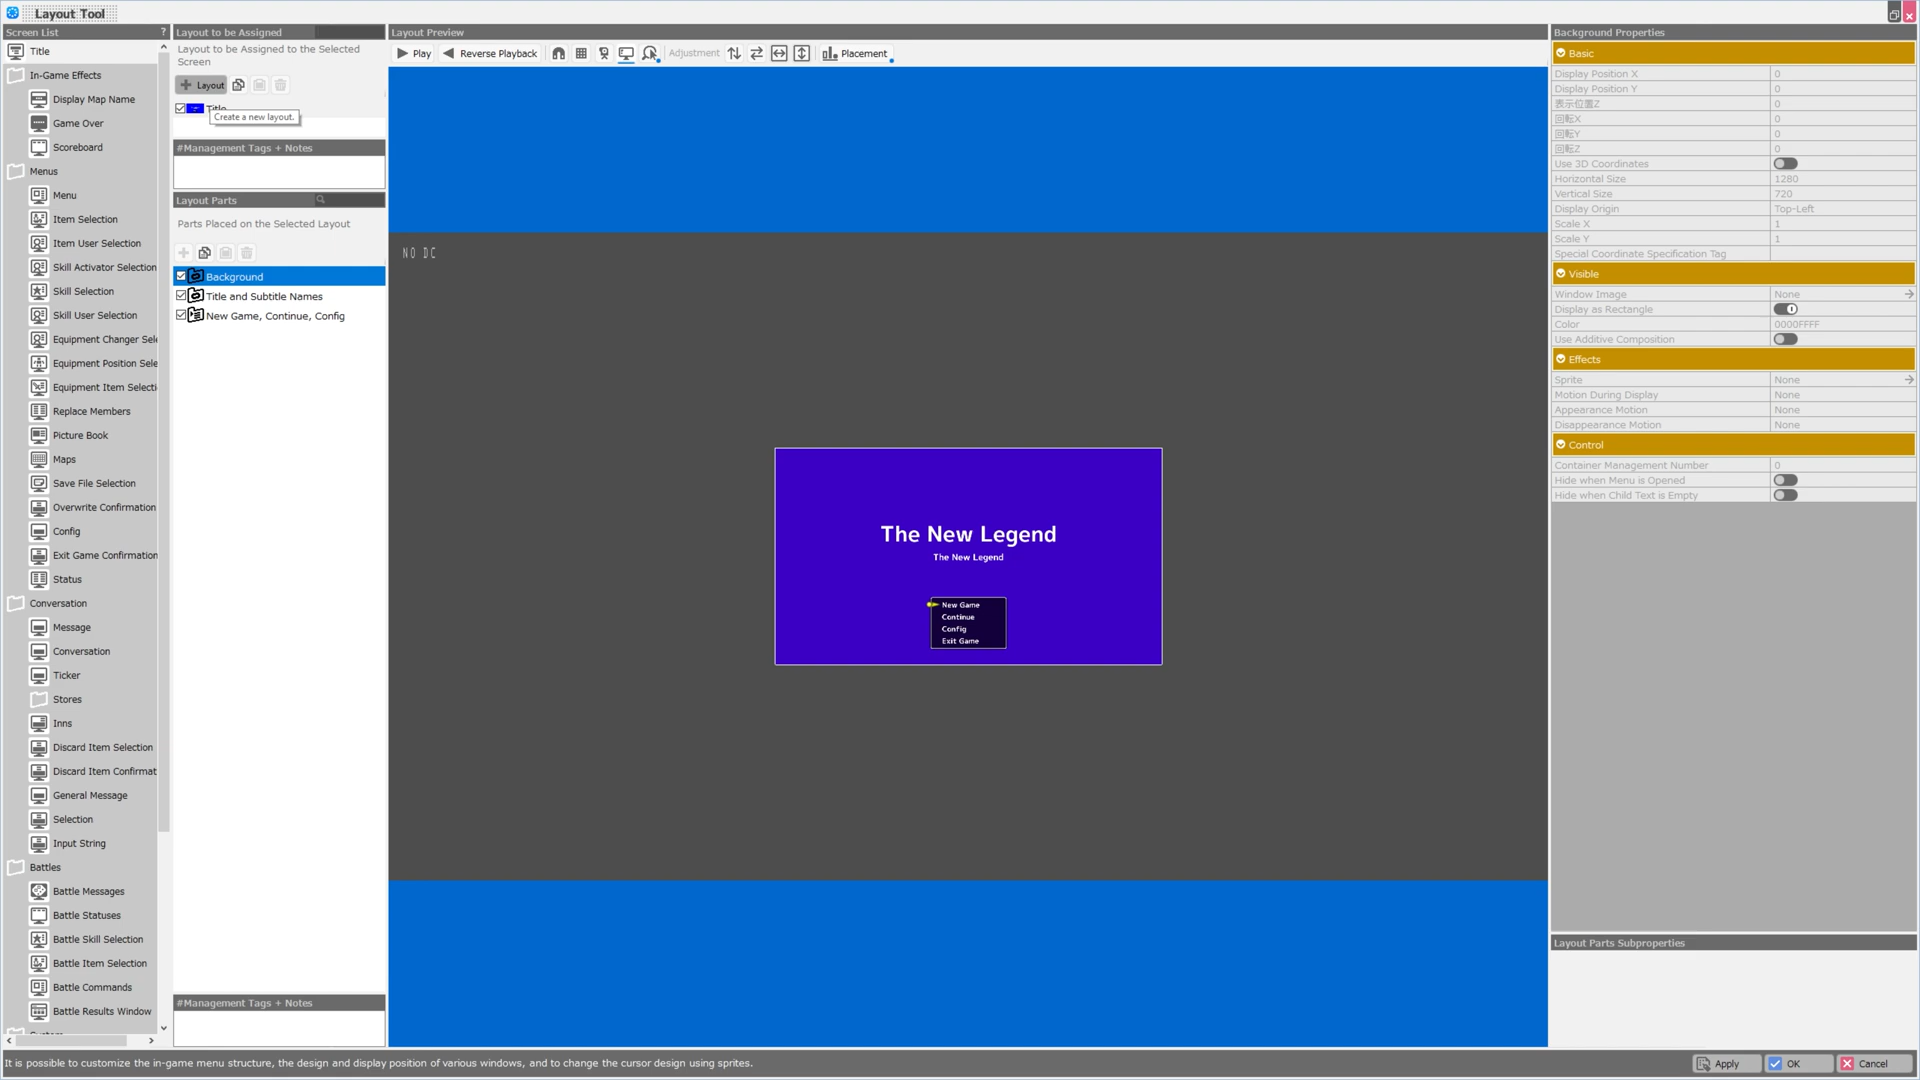 Layout Tool
Screen List
?
Title
In-Game Effects
Display Map Name
Game Over
Scoreboard
Menus
Menu
Item Selection
Item User Selection
Skill Activator Selection
Skill Selection
Skill User Selection
Equipment Changer Sele
Equipment Position Sele
Equipment Item Selecti
Replace Members
Picture Book
Maps
Save File Selection
Overwrite Confirmation
Config
Exit Game Confirmation
Status
Conversation
Message
Conversation
Ticker
Stores
Inns
Discard Item Selection
Discard Item Confirmat
General Message
Selection
Input String
Battles
Battle Messages
Battle Statuses
Battle Skill Selection
Battle Item Selection
Battle Commands
Battle Results Window
Layout to be Assigned
Layout to be Assigned to the Selected
Screen
Layout
Title
Create a new layout.
#Management Tags + Notes
Layout Parts
Parts Placed on the Selected Layout
Background
Title and Subtitle Names
New Game, Continue, Config
#Management Tags + Notes
Layout Preview
Play
Reverse Playback
Adjustment
Placement
NO DC
The New Legend
The New Legend
New Game
Continue
Config
Exit Game
Background Properties
Basic
Display Position X 0
Display Position Y 0
表示位置Z 0
回転X 0
回転Y 0
回転Z 0
Use 3D Coordinates
Horizontal Size 1280
Vertical Size 720
Display Origin Top-Left
Scale X 1
Scale Y 1
Special Coordinate Specification Tag
Visible
Window Image None
Display as Rectangle
Color 0000FFFF
Use Additive Composition
Effects
Sprite None
Motion During Display None
Appearance Motion None
Disappearance Motion None
Control
Container Management Number 0
Hide when Menu is Opened
Hide when Child Text is Empty
Layout Parts Subproperties
It is possible to customize the in-game menu structure, the design and display position of various windows, and to change the cursor design using sprites.
Apply
OK
Cancel